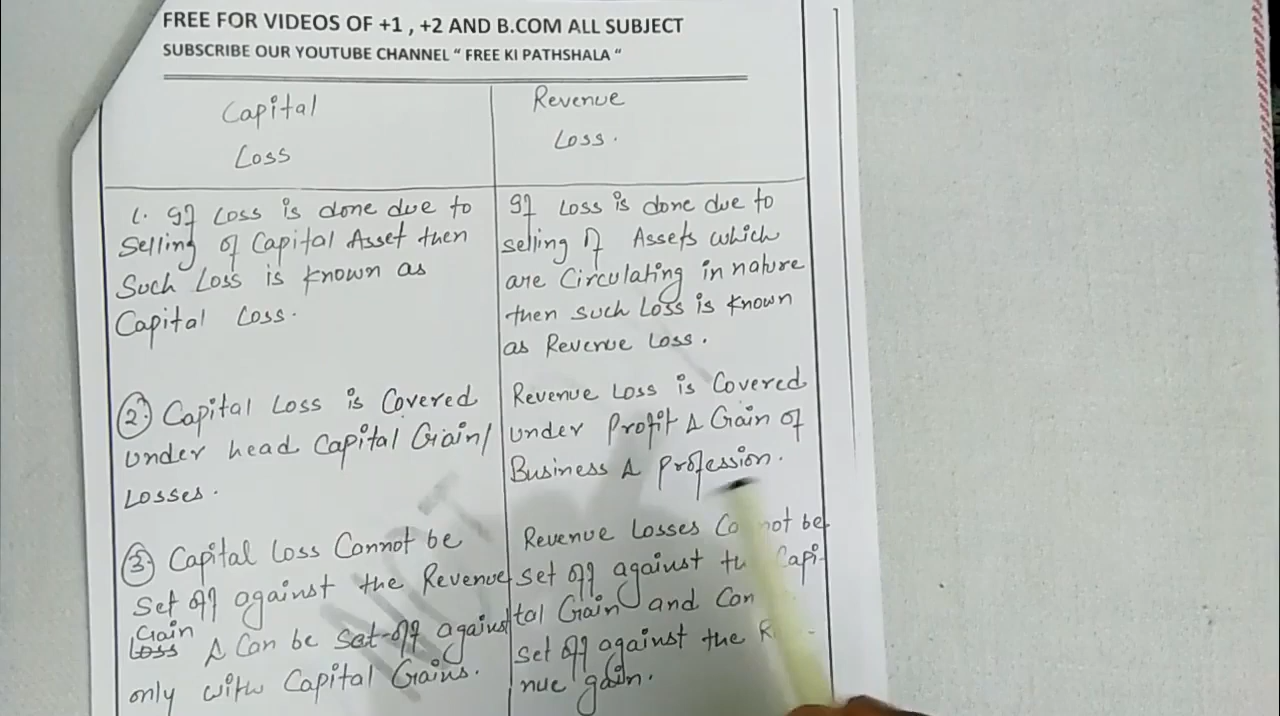 FREE FOR VIDEOS OF +1 , +2 AND B.COM ALL SUBJECT
SUBSCRIBE OUR YOUTUBE CHANNEL “ FREE KI PATHSHALA “
Capital
Loss
1. If Loss is done due to
Selling of Capital Asset then
Such Loss is known as
Capital Loss.
2. Capital Loss is Covered
Under head Capital Gain/
Losses.
3. Capital Loss Cannot be
Set off against the Revenue
Gain
Loss & Can be Set-off against
only with Capital Gains.
Revenue
Loss.
If Loss is done due to
selling of Assets which
are Circulating in nature
then such Loss is known
as Revenue Loss.
Revenue Loss is Covered
under Profit & Gain of
Business & Profession.
Revenue Losses Cannot be
Set off against the Capi-
tal Gain and Can
Set off against the
nue gain.
NOT